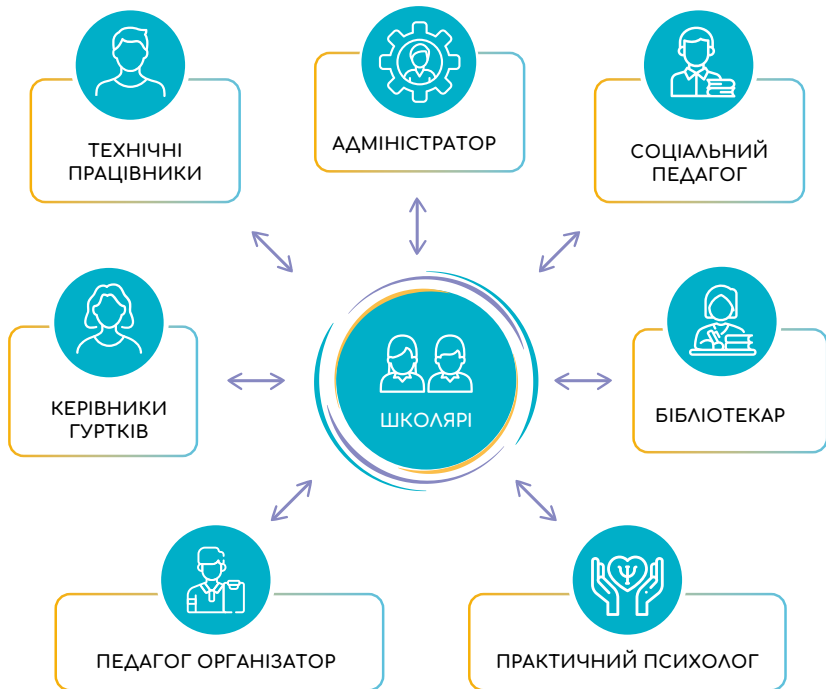 ТЕХНІЧНІ
ПРАЦІВНИКИ
АДМІНІСТРАТОР
СОЦІАЛЬНИЙ
ПЕДАГОГ
КЕРІВНИКИ
ГУРТКІВ
ШКОЛЯРІ
БІБЛІОТЕКАР
ПЕДАГОГ ОРГАНІЗАТОР
ПРАКТИЧНИЙ ПСИХОЛОГ